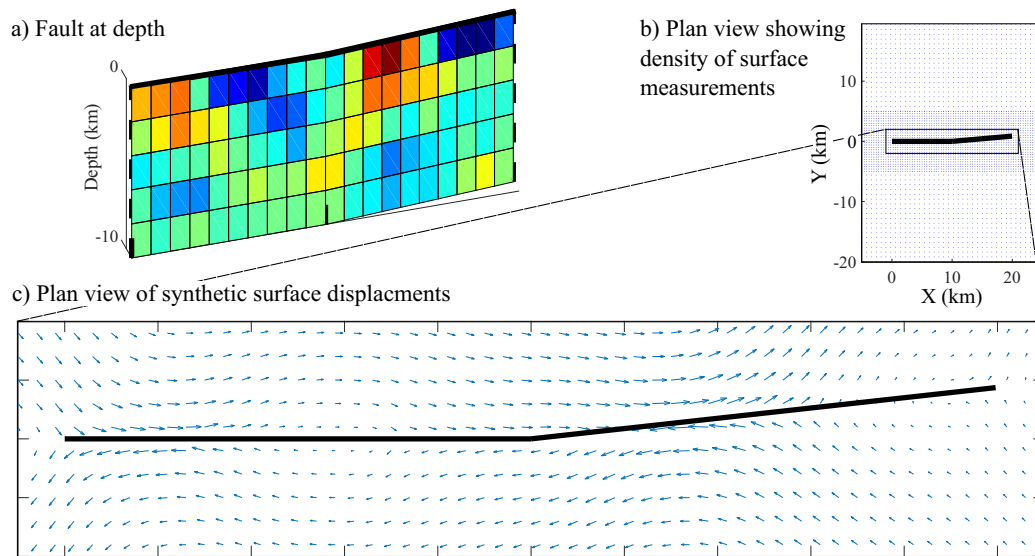 a) Fault at depth
0
Depth (km)
-10
b) Plan view showing
density of surface
measurements
10
0
-10
-20
Y (km)
0
10
20
X (km)
c) Plan view of synthetic surface displacments